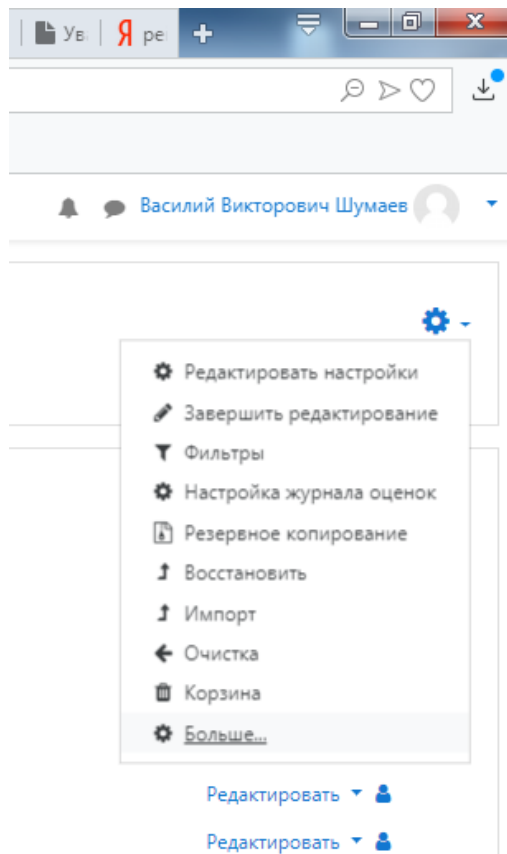 Ув Я ре
Василий Викторович Шумаев
Редактировать настройки
Завершить редактирование
Фильтры
Настройка журнала оценок
Резервное копирование
Восстановить
Импорт
Очистка
Корзина
Больше...
Редактировать
Редактировать